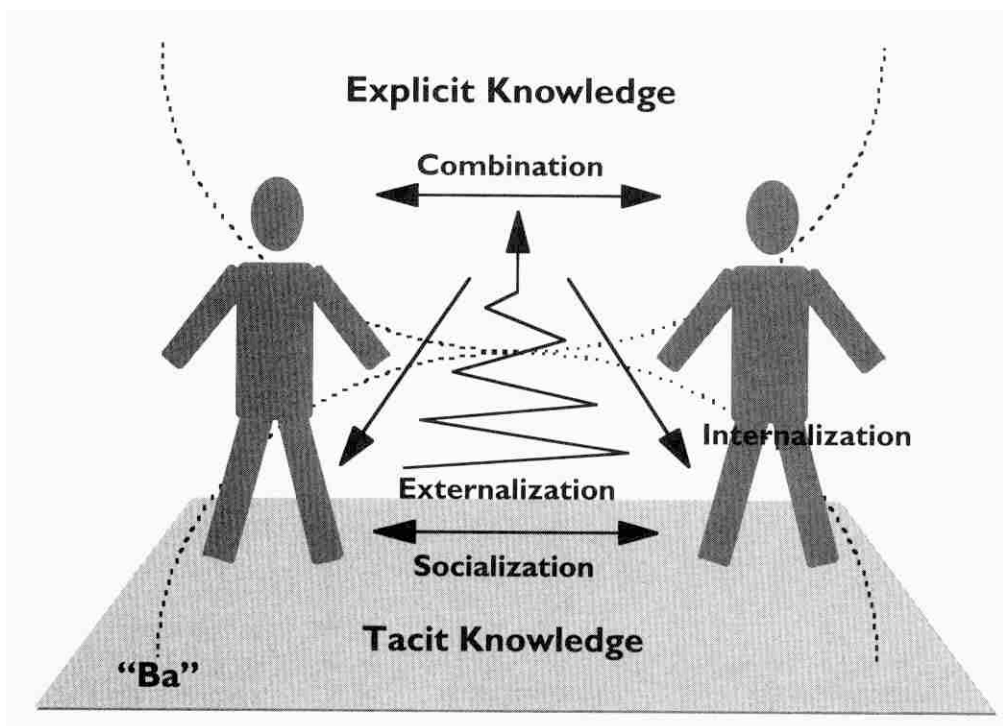 Explicit Knowledge
Combination
Internalization
Externalization
Socialization
Tacit Knowledge
“Ba”